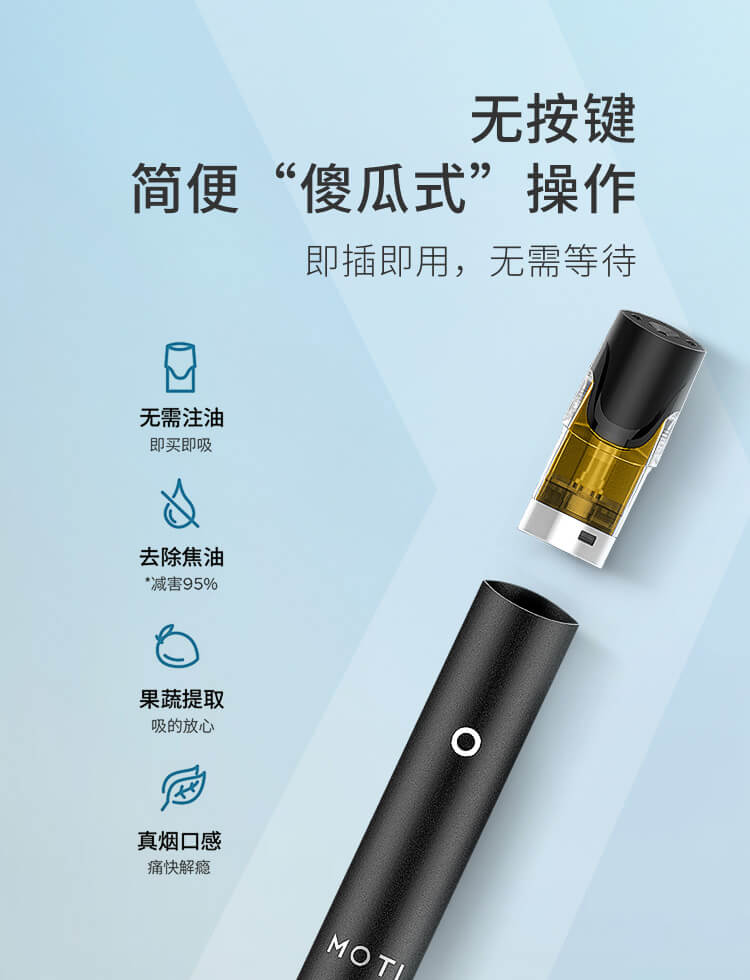 无按键
简便“傻瓜式”操作
即插即用，无需等待
无需注油
即买即吸
去除焦油
*减害95%
果蔬提取
吸的放心
真烟口感
痛快解瘾
MOTI